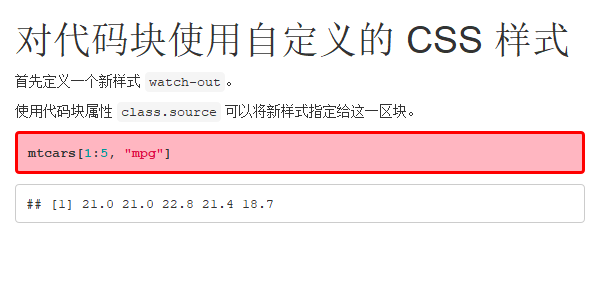 对代码块使用自定义的 CSS 样式
首先定义一个新样式 watch-out 。
使用代码块属性 class.source 可以将新样式指定给这一区块。
mtcars[1:5, "mpg"]
## [1] 21.0 21.0 22.8 21.4 18.7